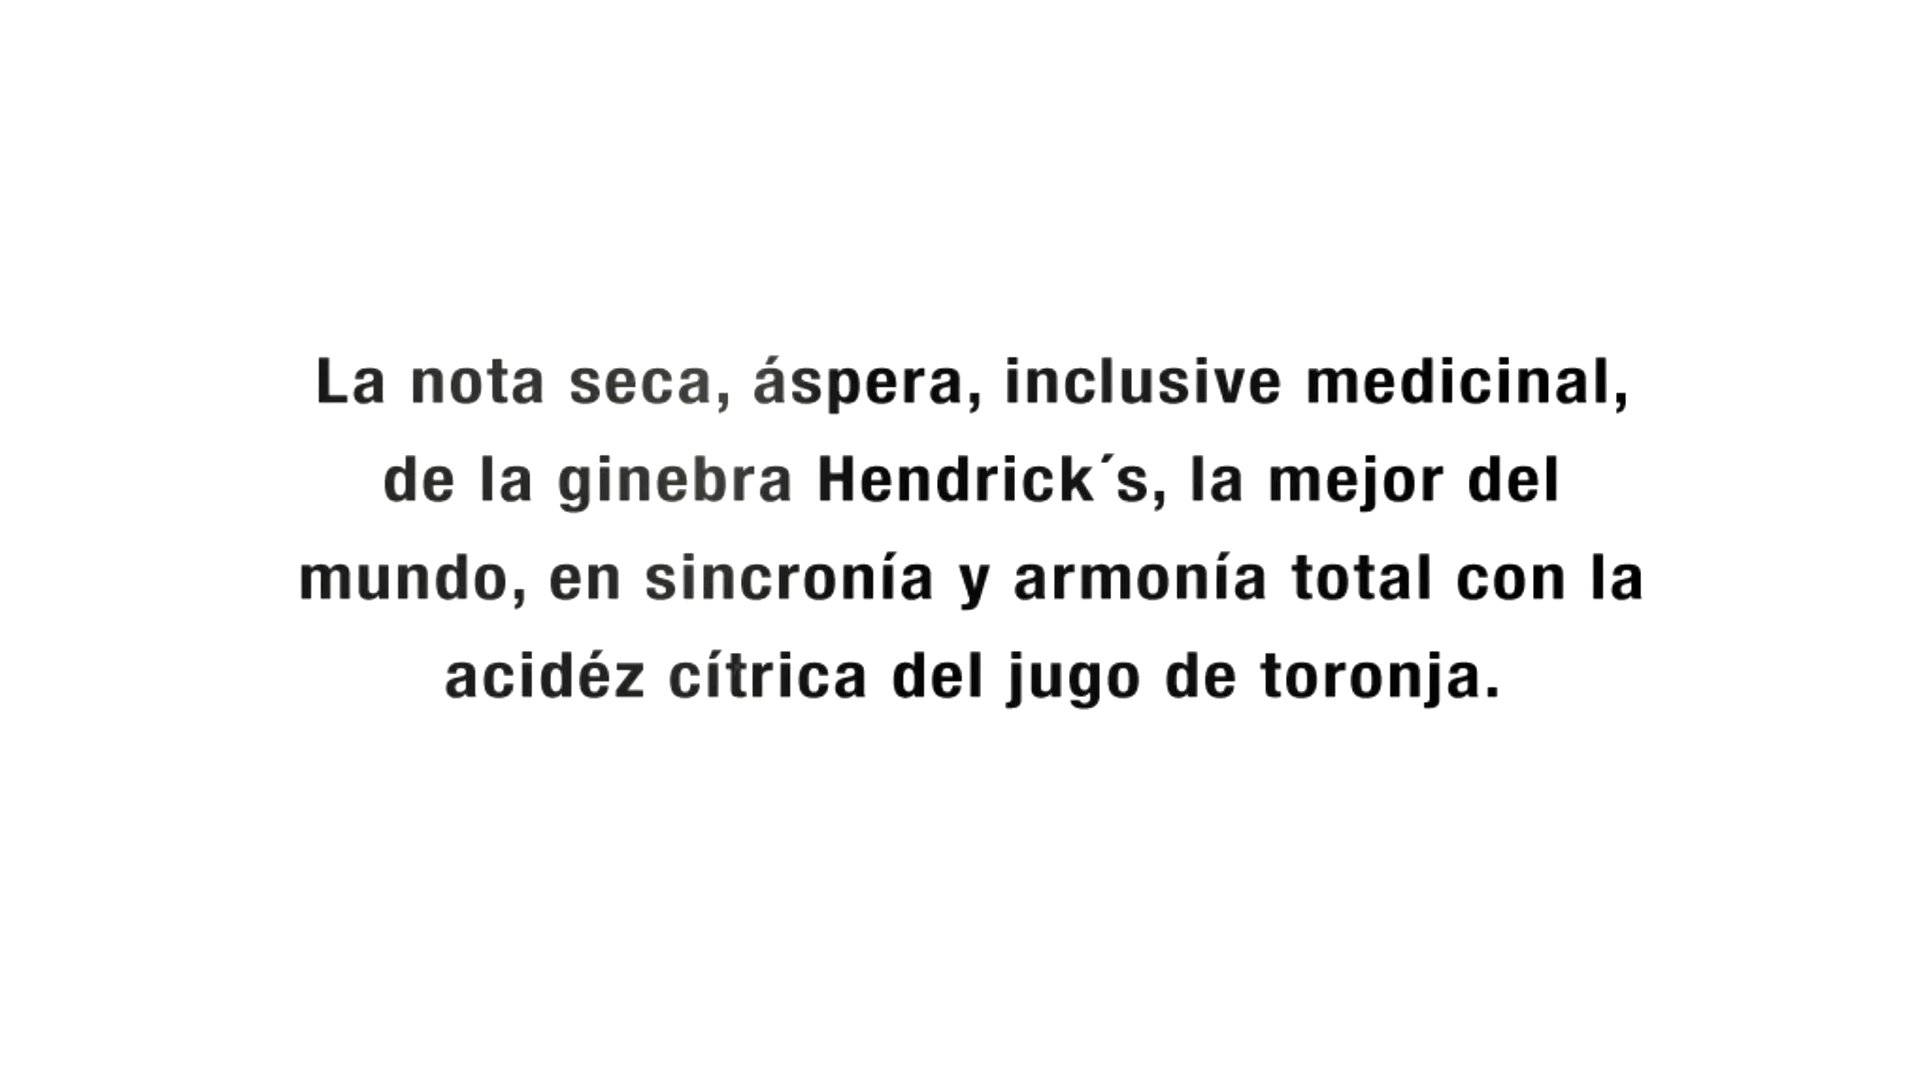 La nota seca, áspera, inclusive medicinal,
de la ginebra Hendrick´s, la mejor del
mundo, en sincronía y armonía total con la
acidéz cítrica del jugo de toronja.